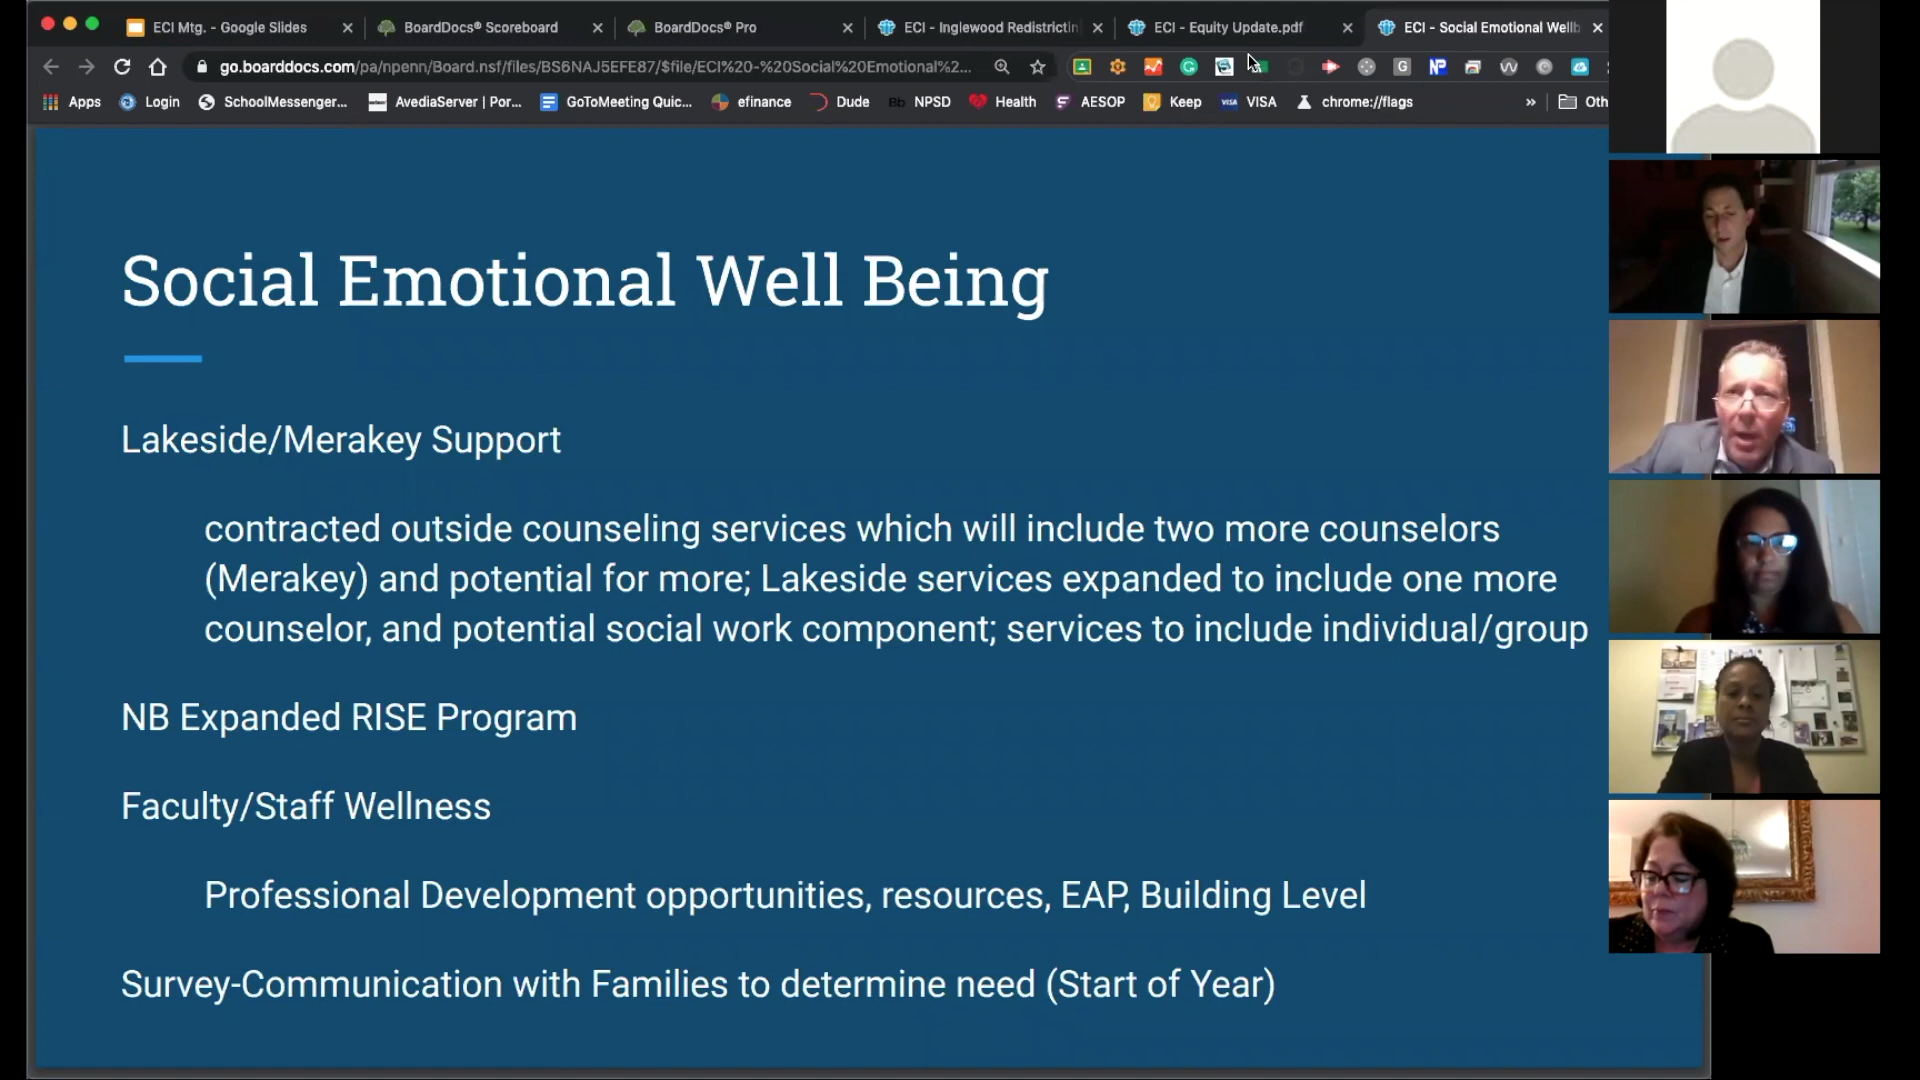 ECI Mtg. - Google Slides
BoardDocs® Scoreboard
BoardDocs® Pro
ECI - Inglewood Redistrictin
ECI - Equity Update.pdf
ECI - Social Emotional Wellb
go.boarddocs.com/pa/npenn/Board.nsf/files/BS6NAJ5EFE87/$file/ECI%20-%20Social%20Emotional%2...
Apps
Login
SchoolMessenger...
AvediaServer | Por...
GoToMeeting Quic...
efinance
Dude
Bb NPSD
Health
AESOP
Keep
VISA VISA
chrome://flags
»
Oth
Social Emotional Well Being
Lakeside/Merakey Support
contracted outside counseling services which will include two more counselors
(Merakey) and potential for more; Lakeside services expanded to include one more
counselor, and potential social work component; services to include individual/group
NB Expanded RISE Program
Faculty/Staff Wellness
Professional Development opportunities, resources, EAP, Building Level
Survey-Communication with Families to determine need (Start of Year)